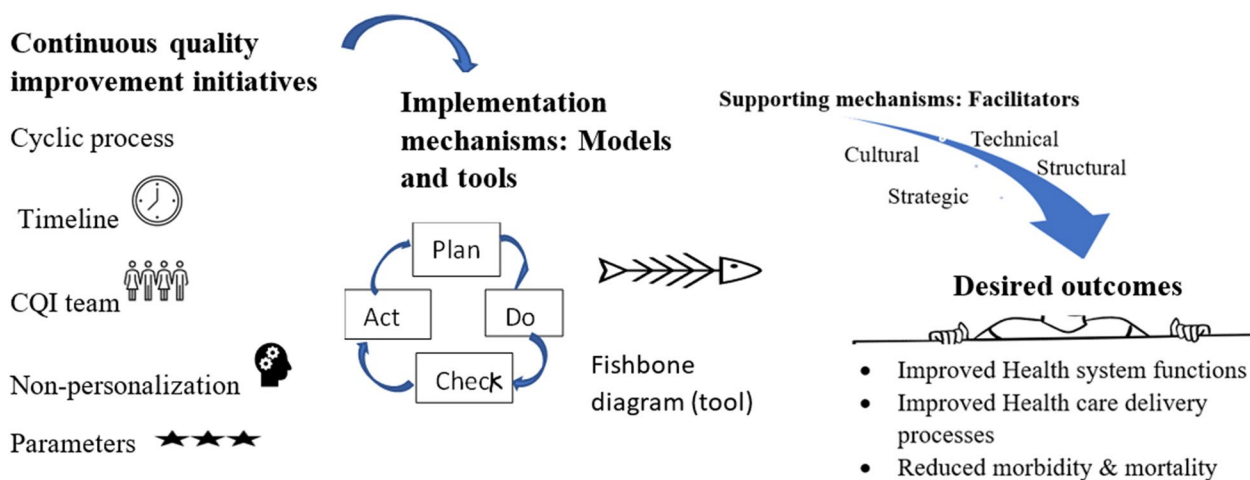 Continuous quality
improvement initiatives
Cyclic process
Timeline
CQI team
Non-personalization
Parameters
Implementation
mechanisms: Models
and tools
Plan
Do
Check
Act
Fishbone
diagram (tool)
Supporting mechanisms: Facilitators
Technical
Cultural
Structural
Strategic
Desired outcomes
• Improved Health system functions
• Improved Health care delivery
processes
• Reduced morbidity & mortality